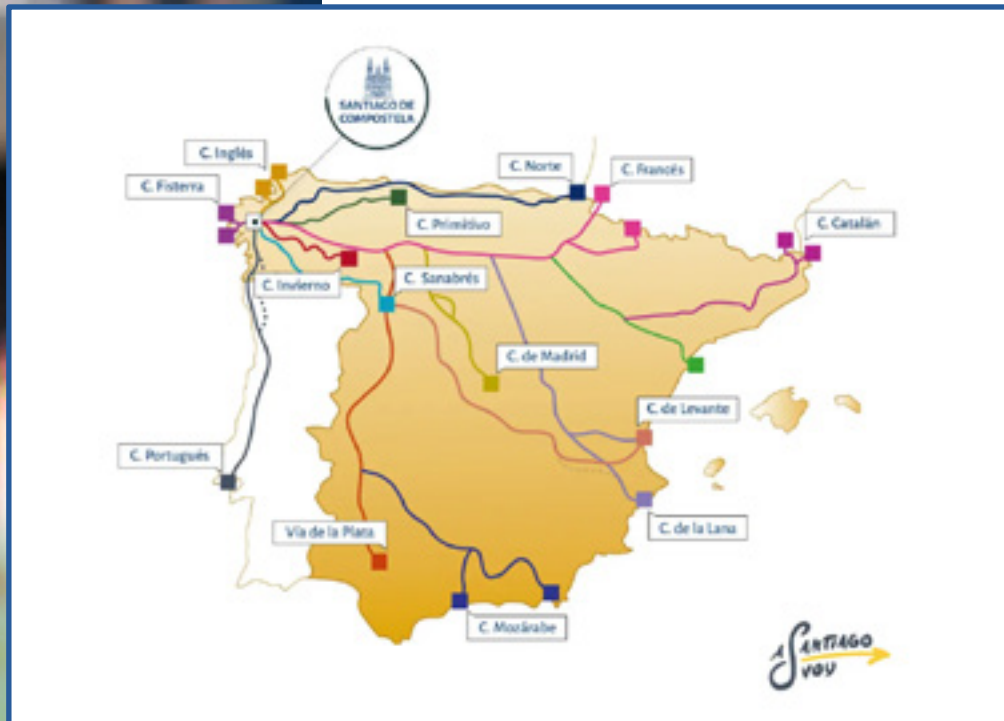 SANTIAGO DE
COMPOSTELA
C. Inglés
C. Norte
C. Francés
C. Fisterra
C. Primitivo
C. Catalán
C. Invierno
C. Sanabrés
C. de Madrid
C. de Levante
C. Portugués
Vía de la Plata
C. de la Lana
C. Mozárabe
A SANTIAGO
VOY